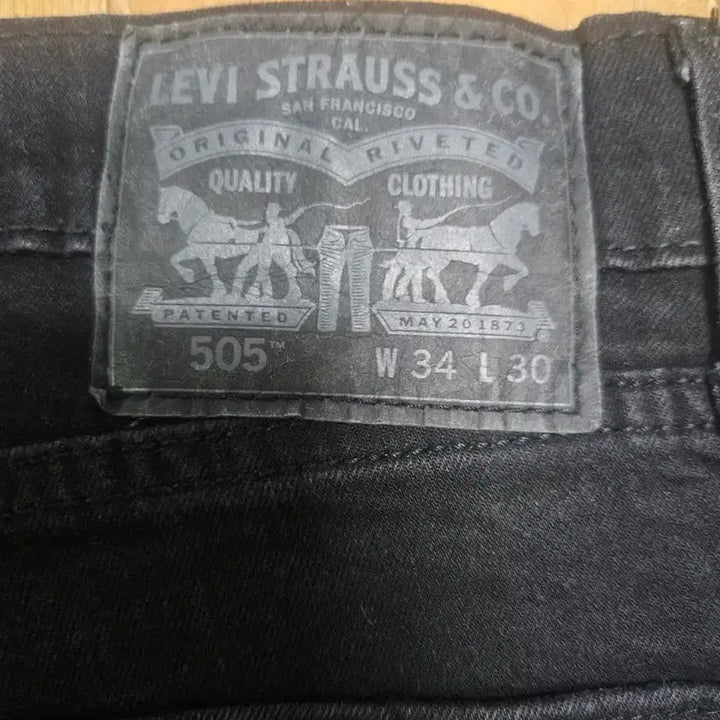 LEVI STRAUSS & CO.
SAN FRANCISCO
CAL.
ORIGINAL RIVETED
QUALITY CLOTHING
PATENTED MAY 20 1873 ®
505™ W 34 L 30